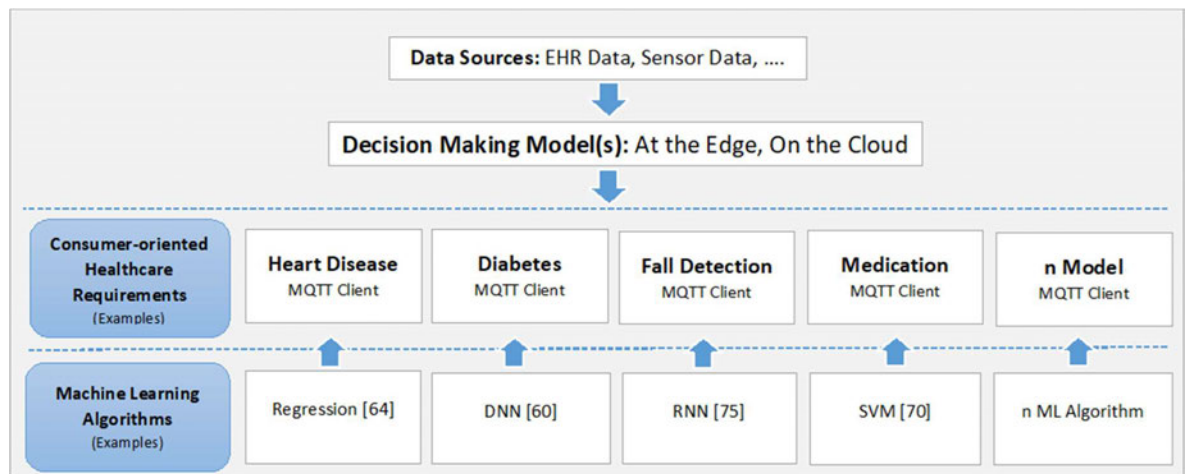 Data Sources: EHR Data, Sensor Data, ....
Decision Making Model(s): At the Edge, On the Cloud
Consumer-oriented
Healthcare
Requirements
(Examples)
Heart Disease
MQTT Client
Diabetes
MQTT Client
Fall Detection
MQTT Client
Medication
MQTT Client
n Model
MQTT Client
Machine Learning
Algorithms
(Examples)
Regression [64]
DNN [60]
RNN [75]
SVM [70]
n ML Algorithm